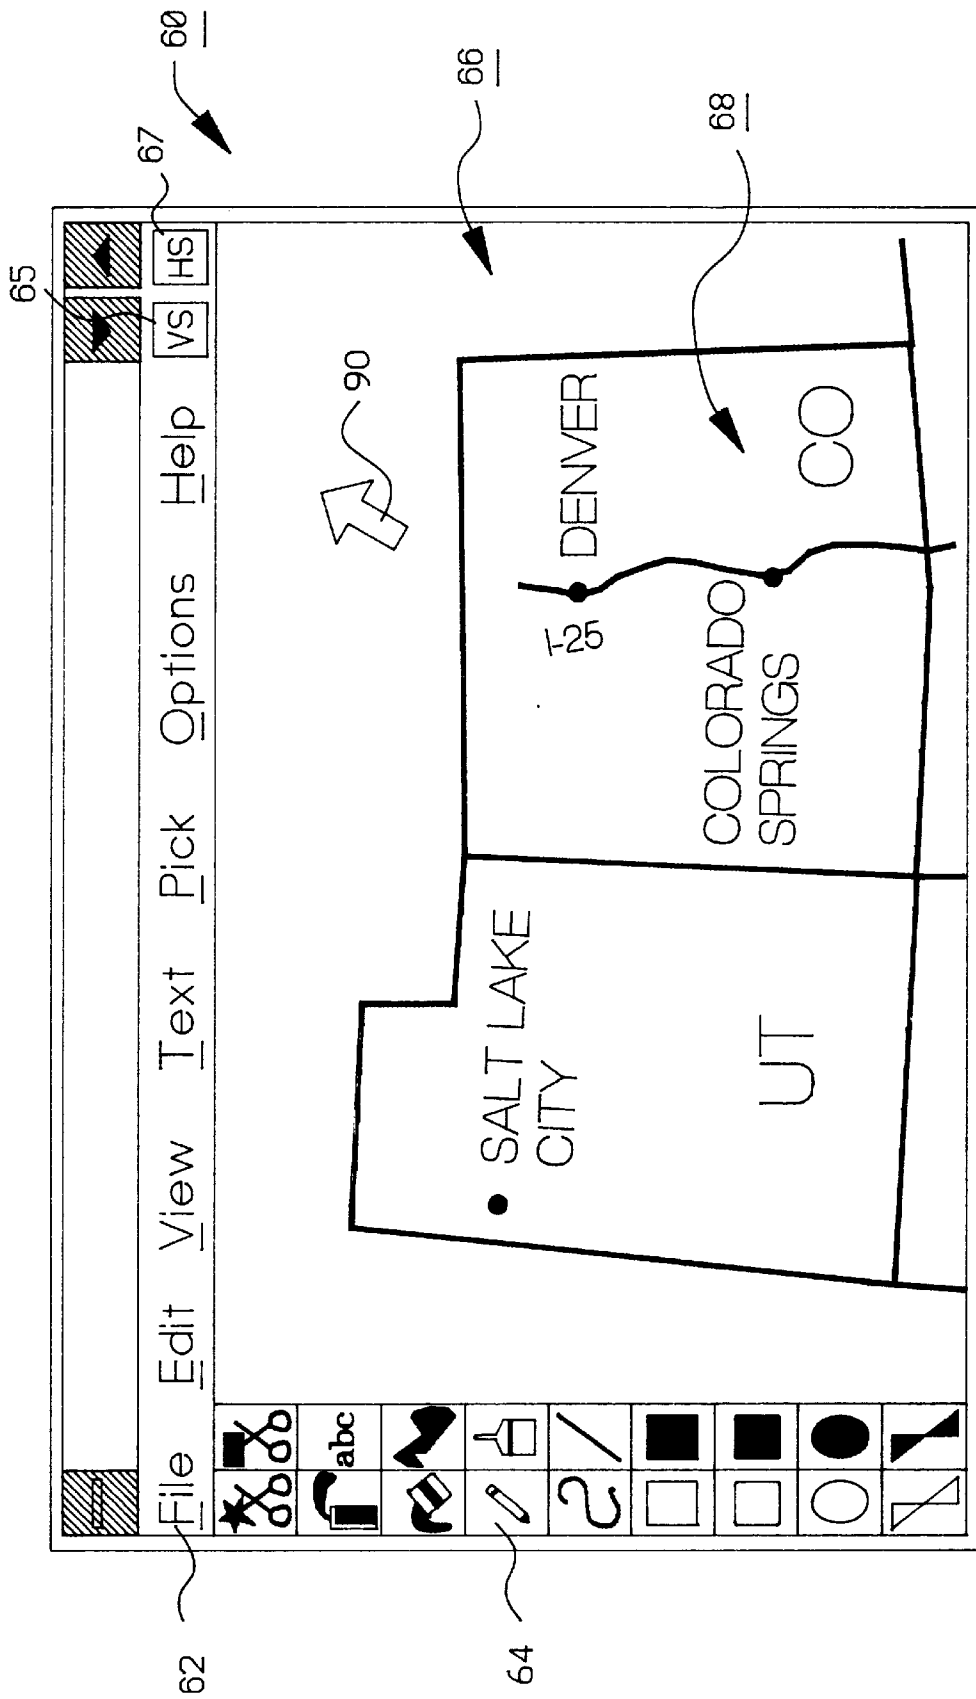 60
67
65
VS HS
File Edit View Text Pick Options Help
62
66
90
68
abc
64
SALT LAKE
CITY
UT
I-25
DENVER
COLORADO
SPRINGS
CO